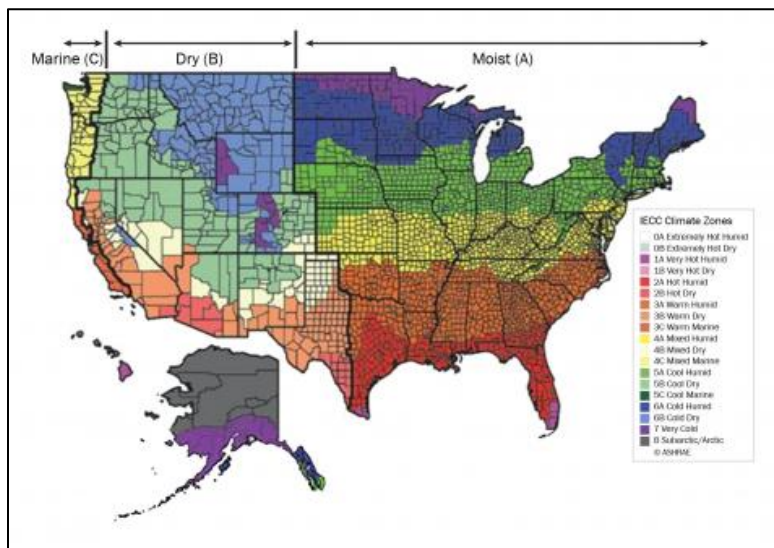 Marine (C) Dry (B) Moist (A)
IECC Climate Zones
0A Extremely Hot Humid
0B Extremely Hot Dry
1A Very Hot Humid
1B Very Hot Dry
2A Hot Humid
2B Hot Dry
3A Warm Humid
3B Warm Dry
3C Warm Marine
4A Mixed Humid
4B Mixed Dry
4C Mixed Marine
5A Cool Humid
5B Cool Dry
5C Cool Marine
6A Cold Humid
6B Cold Dry
7 Very Cold
8 Subarctic/Arctic
© ASHRAE